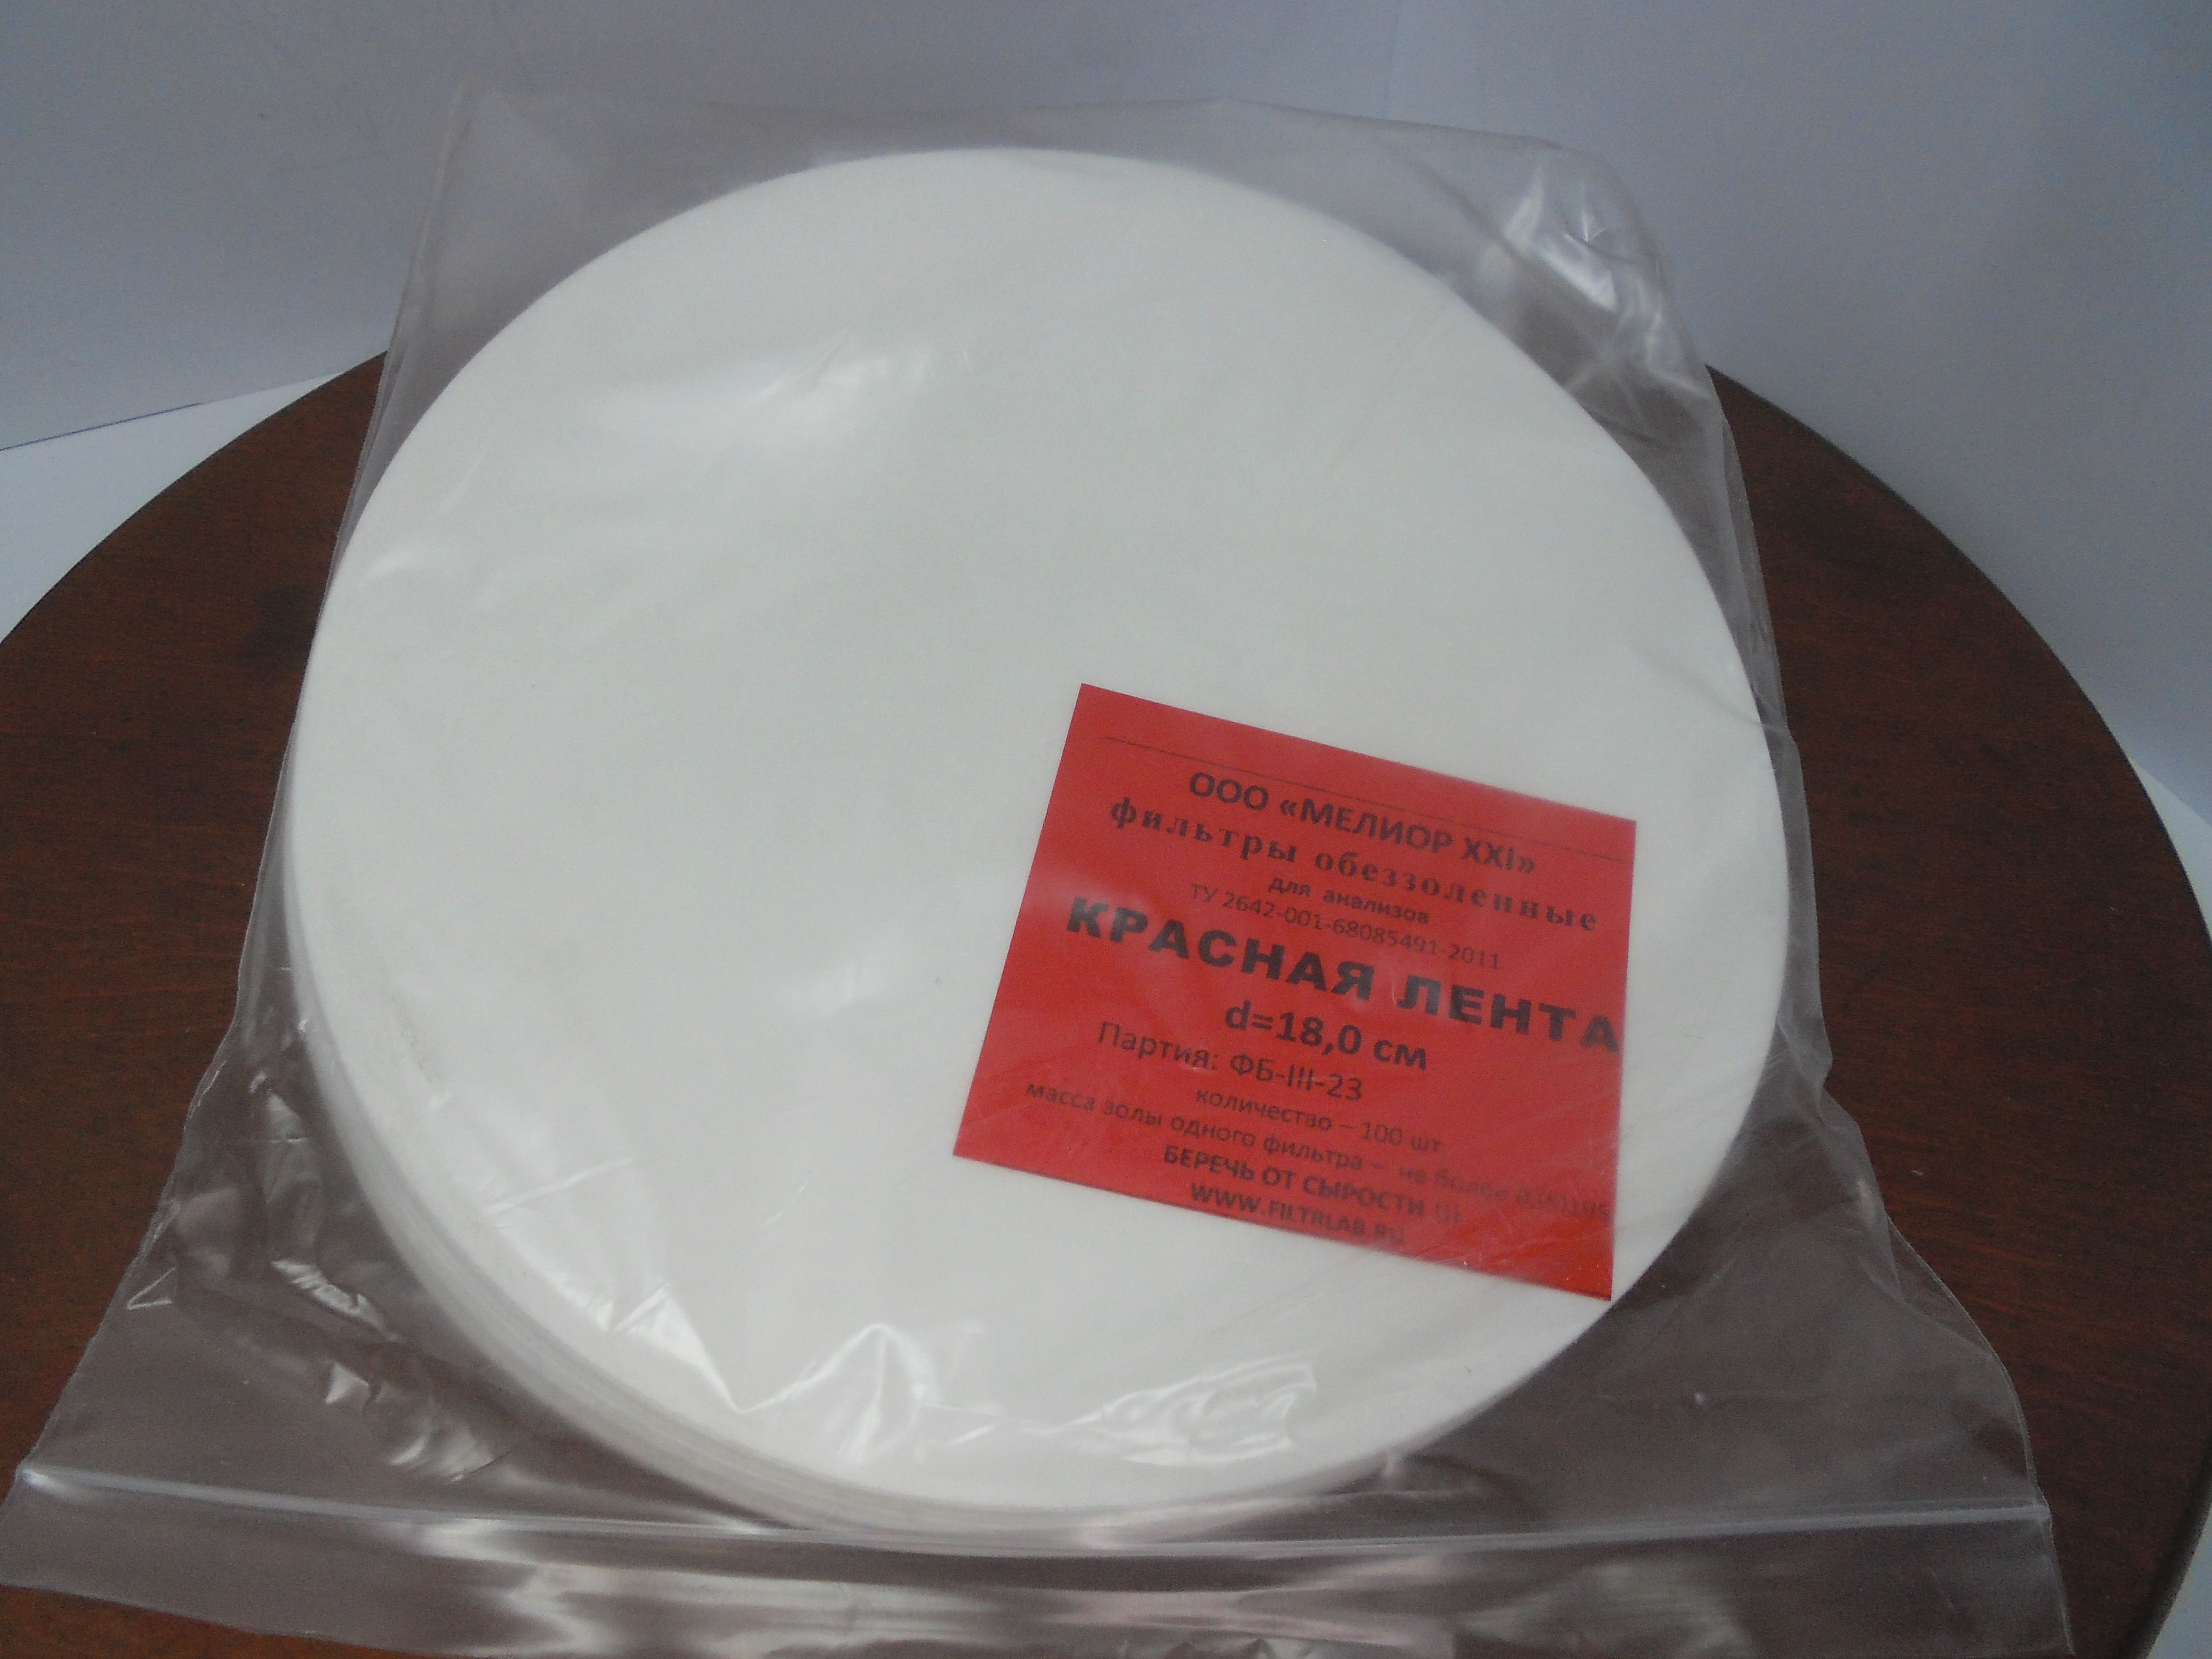 ООО «МЕЛИОР XXI»
фильтры обеззоленные
для анализов
ТУ 2642-001-68085491-2011
КРАСНАЯ ЛЕНТА
d=18,0 см
Партия: ФБ-III-23
количество – 100 шт
масса золы одного фильтра – не более
БЕРЕЧЬ ОТ СЫРОСТИ
WWW.FILTRLAB.RU